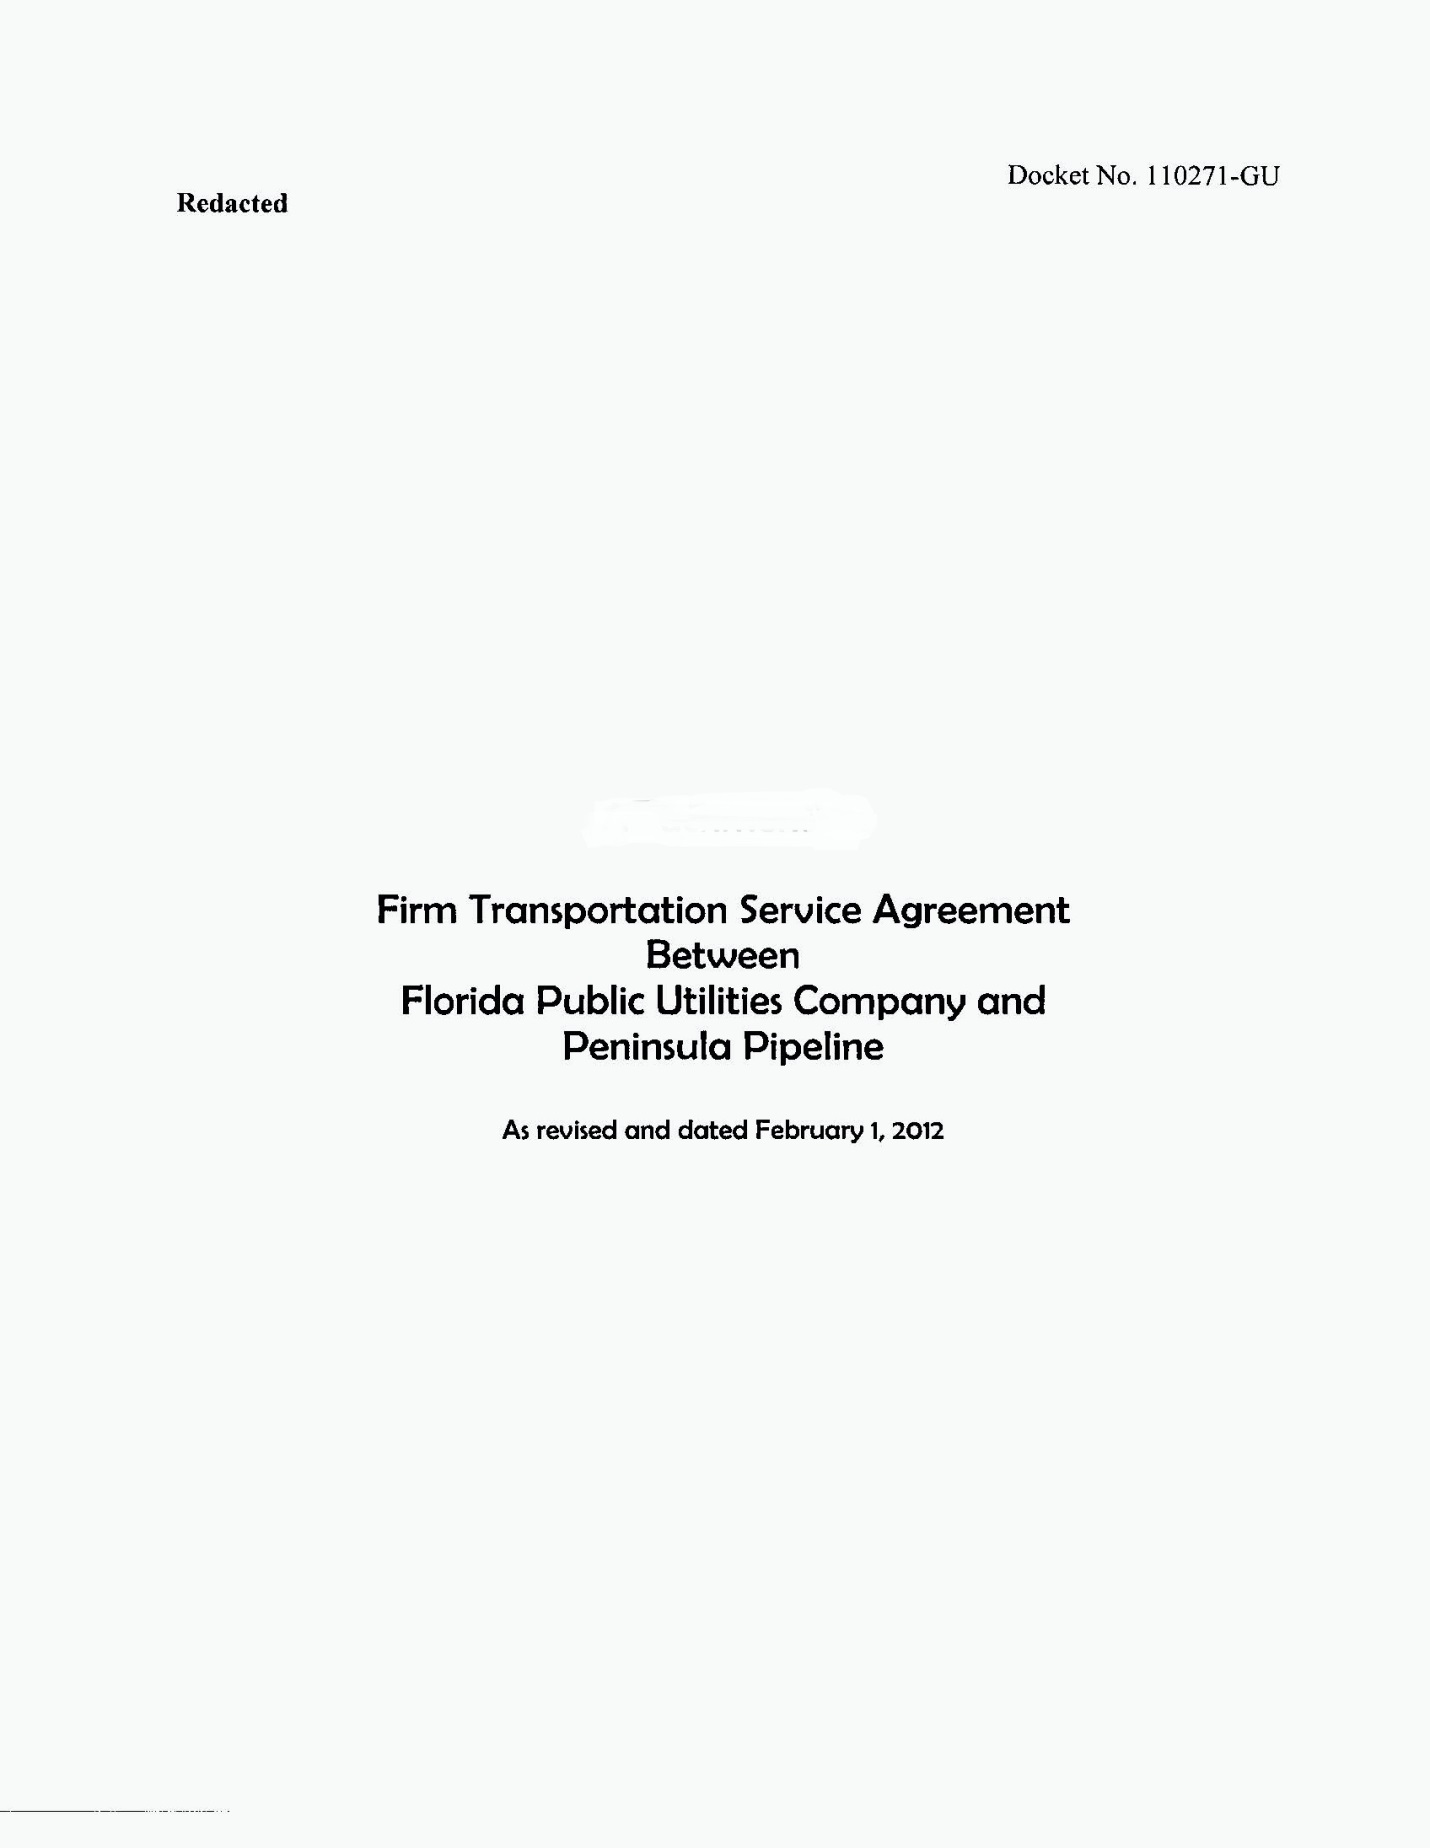 Docket No. 110271-GU
Redacted
Firm Transportation Service Agreement
Between
Florida Public Utilities Company and
Peninsula Pipeline
As revised and dated February 1, 2012